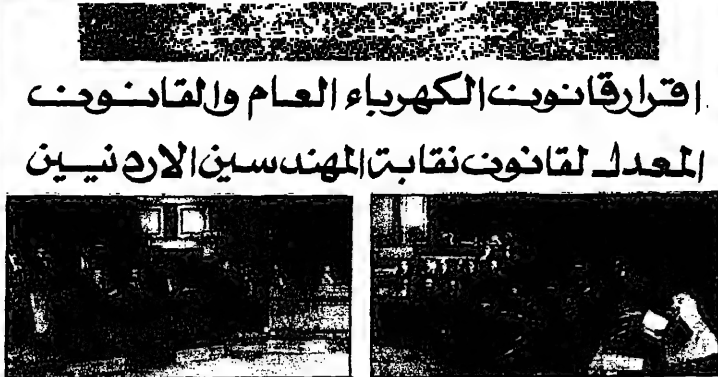 اقرار قانون الكهرباء العام والقانون
المعدل لقانون نقابة المهندسين الاردنيين